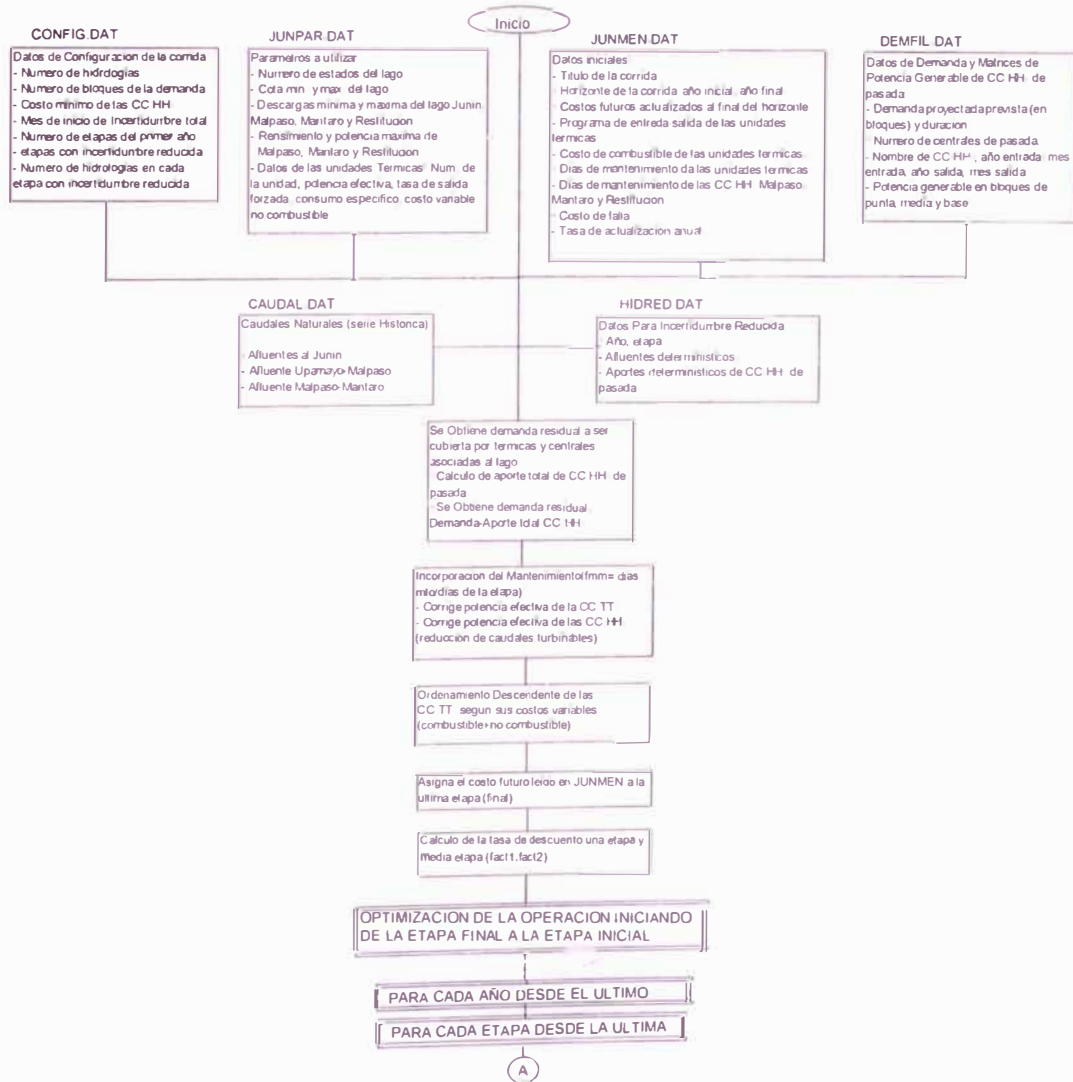 Inicio
CONFIG.DAT
Datos de Configuracion de la corrida
- Numero de hidrologias
- Numero de bloques de la demanda
- Costo minimo de las CC HH
- Mes de inicio de Incertidumbre total
- Numero de etapas del primer año
- etapas con incertidumbre reducida
- Numero de hidrologias en cada
etapa con incertidumbre reducida
JUNPAR.DAT
Parametros a utilizar
- Numero de estados del lago
- Cota min y max del lago
- Descargas minima y maxima del lago Junin
Malpaso, Mantaro y Restitucion
- Rensimiento y potencia maxima de
Malpaso, Mantaro y Restitucion
- Datos de las unidades Termicas Num de
la unidad, potencia efectiva, tasa de salida
forzada, consumo especifico, costo variable
no combustible
JUNMEN.DAT
Datos iniciales
- Titulo de la corrida
- Horizonte de la corrida año inicial, año final
- Costos futuros actualizados al final del horizonte
- Programa de entreda salida de las unidades
termicas
- Costo de combustible de las unidades termicas
- Dias de mantenimiento da las unidades termicas
- Dias de mantenimiento de las CC HH Malpaso
Mantaro y Restitucion
- Costo de falla
- Tasa de actualización anual
DEMFIL.DAT
Datos de Demanda y Matrices de
Potencia Generable de CC HH de
pasada
- Demanda proyectada prevista (en
bloques) y duracion
- Numero de centrales de pasada
- Nombre de CC HH, año entrada mes
entrada, año salida, mes salida
- Potencia generable en bloques de
punta, media y base
CAUDAL.DAT
Caudales Naturales (serie Historica)
- Afluentes al Junin
- Afluente Upamayo-Malpaso
- Afluente Malpaso-Mantaro
HIDRED.DAT
Datos Para Incertidumbre Reducida
- Año, etapa
- Afluentes deterministicos
- Aportes deterministicos de CC HH de
pasada
Se Obtiene demanda residual a ser
cubierta por termicas y centrales
asociadas al lago
- Calculo de aporte total de CC HH de
pasada
- Se Obtiene demanda residual
Demanda-Aporte total CC HH
Incorporacion del Mantenimiento(fmm= dias
mto/días de la etapa)
- Corrige potencia efectiva de la CC TT
- Corrige potencia efectiva de las CC HH
(reducción de caudales turbinables)
Ordenamiento Descendente de las
CC TT segun sus costos variables
(combustible+no combustible)
Asigna el costo futuro leido en JUNMEN a la
ultima etapa (final)
Calculo de la tasa de descuento una etapa y
media etapa (fact1,fact2)
OPTIMIZACION DE LA OPERACION INICIANDO
DE LA ETAPA FINAL A LA ETAPA INICIAL
PARA CADA AÑO DESDE EL ULTIMO
PARA CADA ETAPA DESDE LA ULTIMA
A